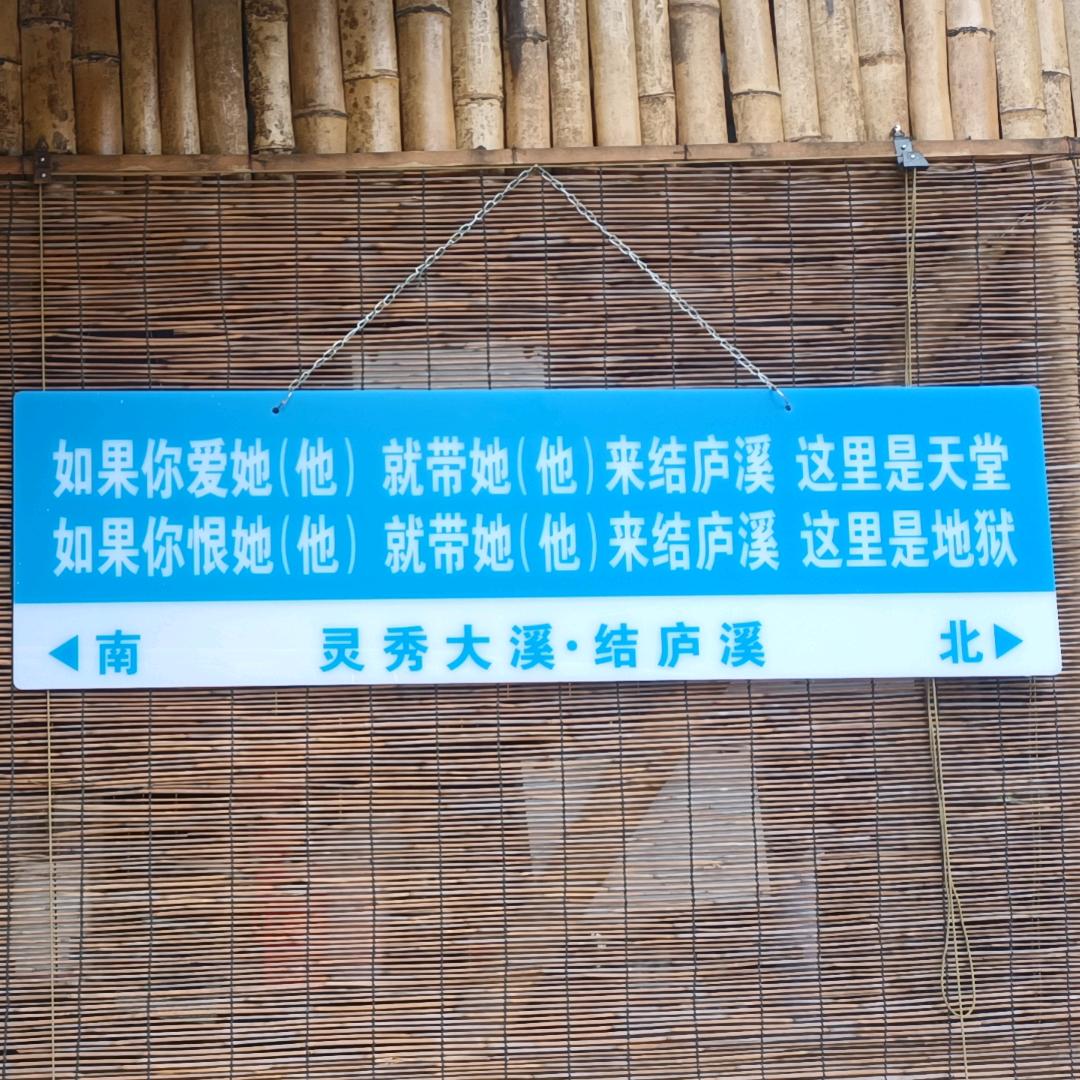 如果你爱她(他) 就带她(他)来结庐溪 这里是天堂
如果你恨她(他) 就带她(他)来结庐溪 这里是地狱
◀南 灵秀大溪·结庐溪 北▶